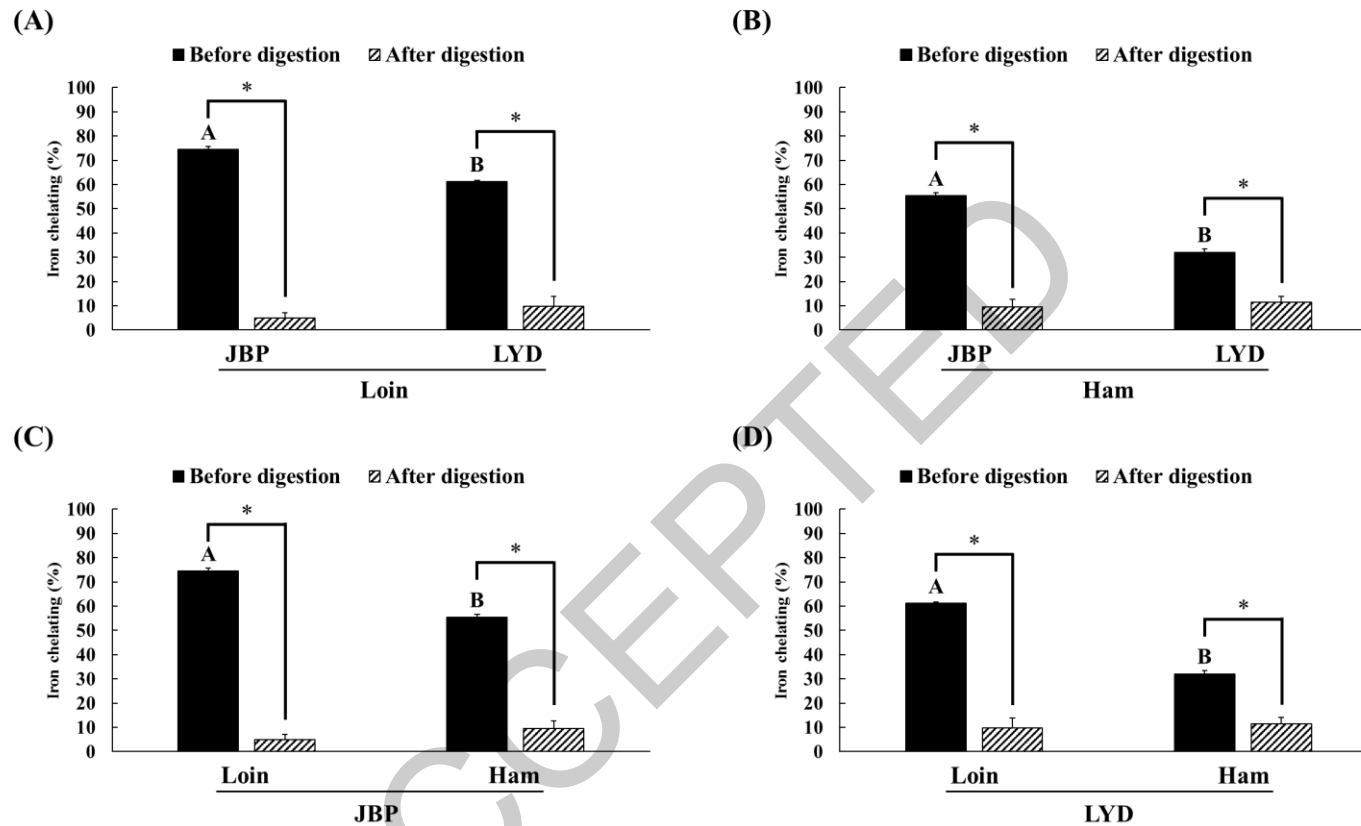 (A)
■ Before digestion ▨ After digestion
Iron chelating (%)
100
90
80
70
60
50
40
30
20
10
0
*
A
*
B
JBP LYD
Loin
(B)
■ Before digestion ▨ After digestion
Iron chelating (%)
100
90
80
70
60
50
40
30
20
10
0
*
A
*
B
JBP LYD
Ham
(C)
■ Before digestion ▨ After digestion
Iron chelating (%)
100
90
80
70
60
50
40
30
20
10
0
*
A
*
B
Loin Ham
JBP
(D)
■ Before digestion ▨ After digestion
Iron chelating (%)
100
90
80
70
60
50
40
30
20
10
0
*
A
*
B
Loin Ham
LYD
CCEPTED